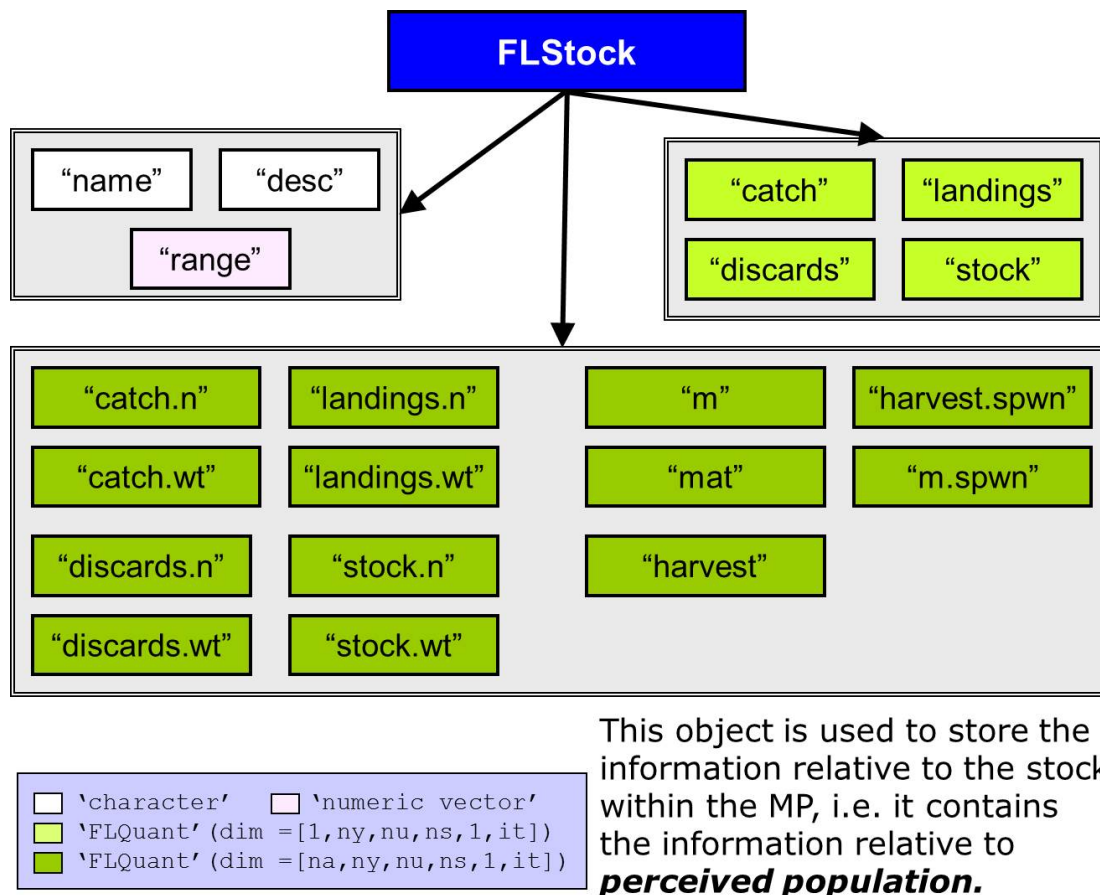 FLStock
“name” “desc”
“range”
“catch” “landings”
“discards” “stock”
“catch.n” “landings.n” “m” “harvest.spwn”
“catch.wt” “landings.wt” “mat” “m.spwn”
“discards.n” “stock.n” “harvest”
“discards.wt” “stock.wt”
‘character’ ‘numeric vector’
‘FLQuant’(dim =[1,ny,nu,ns,1,it])
‘FLQuant’(dim =[na,ny,nu,ns,1,it])
This object is used to store the
information relative to the stock
within the MP, i.e. it contains
the information relative to
perceived population.